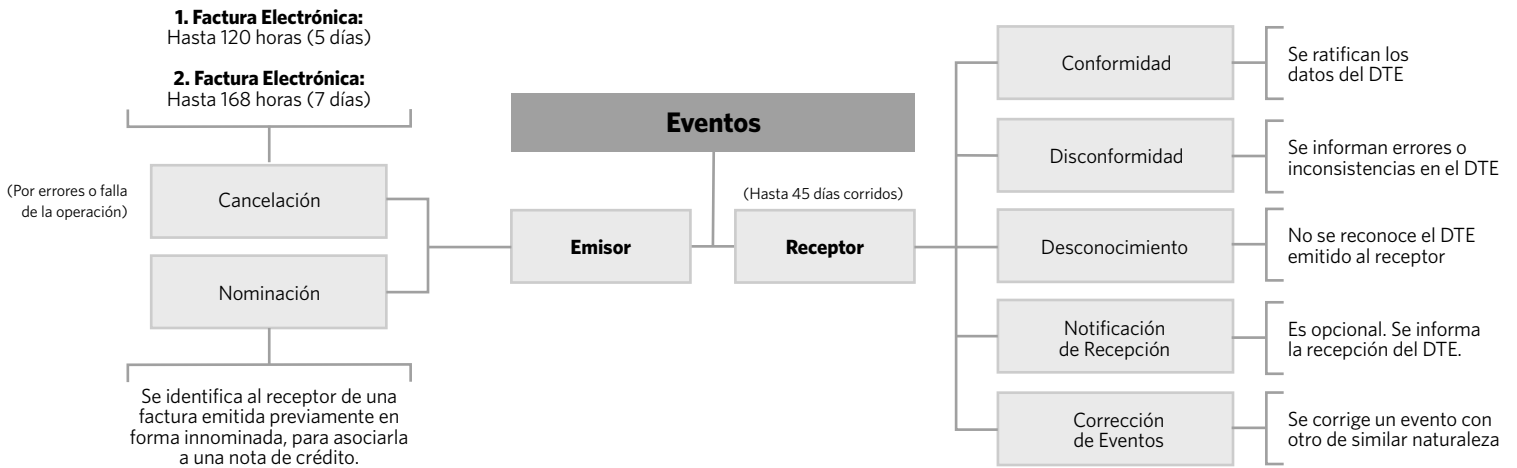 1. Factura Electrónica:
Hasta 120 horas (5 días)
2. Factura Electrónica:
Hasta 168 horas (7 días)
(Por errores o falla
de la operación)
Cancelación
Nominación
Se identifica al receptor de una
factura emitida previamente en
forma innominada, para asociarla
a una nota de crédito.
Eventos
Emisor
(Hasta 45 días corridos)
Receptor
Conformidad
Se ratifican los
datos del DTE
Disconformidad
Se informan errores o
inconsistencias en el DTE
Desconocimiento
No se reconoce el DTE
emitido al receptor
Notificación
de Recepción
Es opcional. Se informa
la recepción del DTE.
Corrección
de Eventos
Se corrige un evento con
otro de similar naturaleza